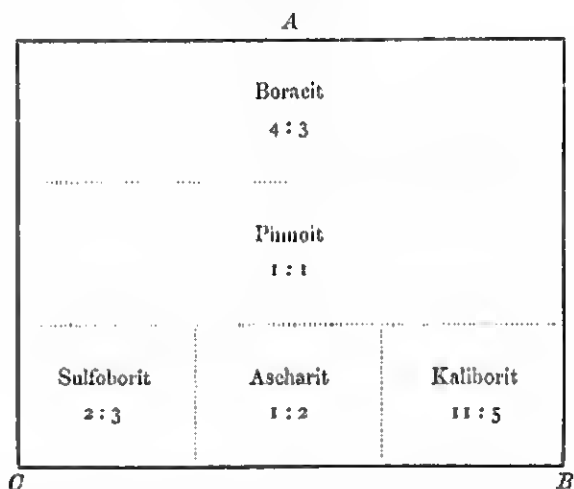 A
Boracit
4 : 3
Pinnoit
1 : 1
Sulfoborit Ascharit Kaliborit
2 : 3 1 : 2 11 : 5
C B